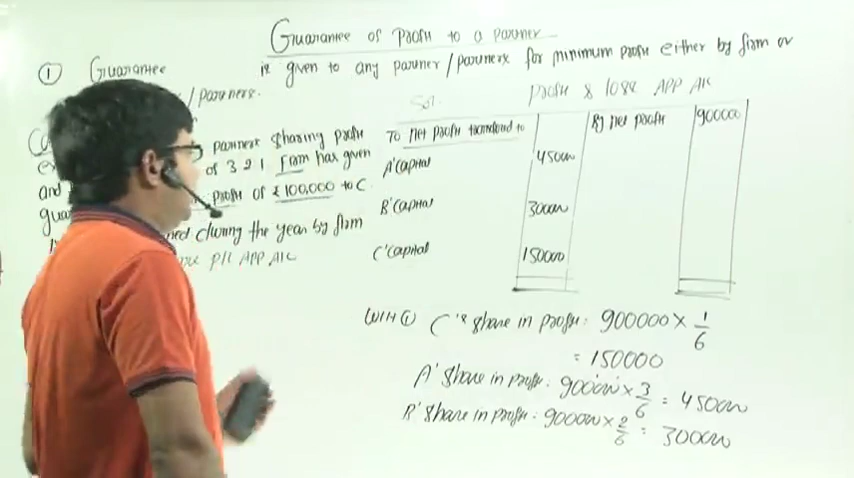 Guarantee of Profit to a Partner
① Guarantee is given to any partner/partners for minimum profit either by firm or
/partners.
Sol. Profit & loss APP A/C
partners sharing profit
of 3 2 1. Firm has given
and profit of ₹ 100,000 to C.
during the year by firm
P/L APP A/C
To Net profit transferred to By net profit 900000
A'Capital 450000
B'Capital 300000
C'Capital 150000
W/N ① C's share in profit: 900000 × 1/6
= 150000
A' share in profit: 900000 × 3/6 = 450000
B' share in profit: 900000 × 2/6 = 300000